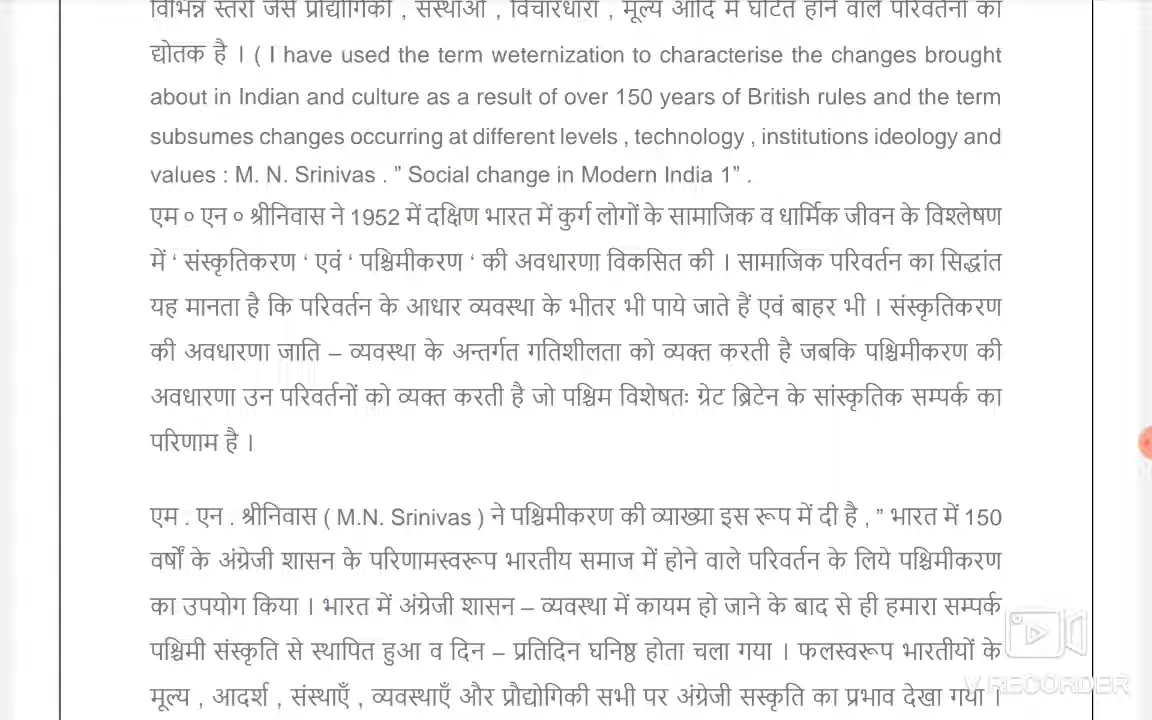 विभिन्न स्तरों जैसे प्रौद्योगिकी , संस्थाओं , विचारधारा , मूल्य आदि में घटित होने वाले परिवर्तनों का
द्योतक है । ( I have used the term weternization to characterise the changes brought
about in Indian and culture as a result of over 150 years of British rules and the term
subsumes changes occurring at different levels , technology , institutions ideology and
values : M. N. Srinivas . ” Social change in Modern India 1” .
एम ० एन ० श्रीनिवास ने 1952 में दक्षिण भारत में कुर्ग लोगों के सामाजिक व धार्मिक जीवन के विश्लेषण
में ‘ संस्कृतिकरण ‘ एवं ‘ पश्चिमीकरण ‘ की अवधारणा विकसित की । सामाजिक परिवर्तन का सिद्धांत
यह मानता है कि परिवर्तन के आधार व्यवस्था के भीतर भी पाये जाते हैं एवं बाहर भी । संस्कृतिकरण
की अवधारणा जाति – व्यवस्था के अन्तर्गत गतिशीलता को व्यक्त करती है जबकि पश्चिमीकरण की
अवधारणा उन परिवर्तनों को व्यक्त करती है जो पश्चिम विशेषतः ग्रेट ब्रिटेन के सांस्कृतिक सम्पर्क का
परिणाम है ।
एम . एन . श्रीनिवास ( M.N. Srinivas ) ने पश्चिमीकरण की व्याख्या इस रूप में दी है , ” भारत में 150
वर्षों के अंग्रेजी शासन के परिणामस्वरूप भारतीय समाज में होने वाले परिवर्तन के लिये पश्चिमीकरण
का उपयोग किया । भारत में अंग्रेजी शासन – व्यवस्था में कायम हो जाने के बाद से ही हमारा सम्पर्क
पश्चिमी संस्कृति से स्थापित हुआ व दिन – प्रतिदिन घनिष्ठ होता चला गया । फलस्वरूप भारतीयों के
मूल्य , आदर्श , संस्थाएँ , व्यवस्थाएँ और प्रौद्योगिकी सभी पर अंग्रेजी सस्कृति का प्रभाव देखा गया ।
V RECORDER